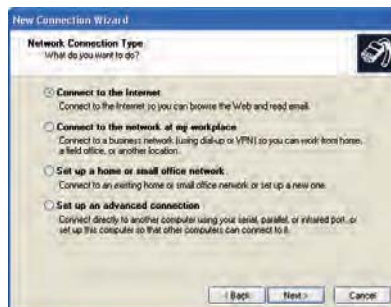 New Connection Wizard
Network Connection Type
What do you want to do?
Connect to the Internet
Connect to the Internet so you can browse the Web and read email.
Connect to the network at my workplace
Connect to a business network (using dial-up or VPN) so you can work from home,
a field office, or another location.
Set up a home or small office network
Connect to an existing home or small office network or set up a new one.
Set up an advanced connection
Connect directly to another computer using your serial, parallel, or infrared port, or
set up this computer so that other computers can connect to it.
< Back
Next >
Cancel